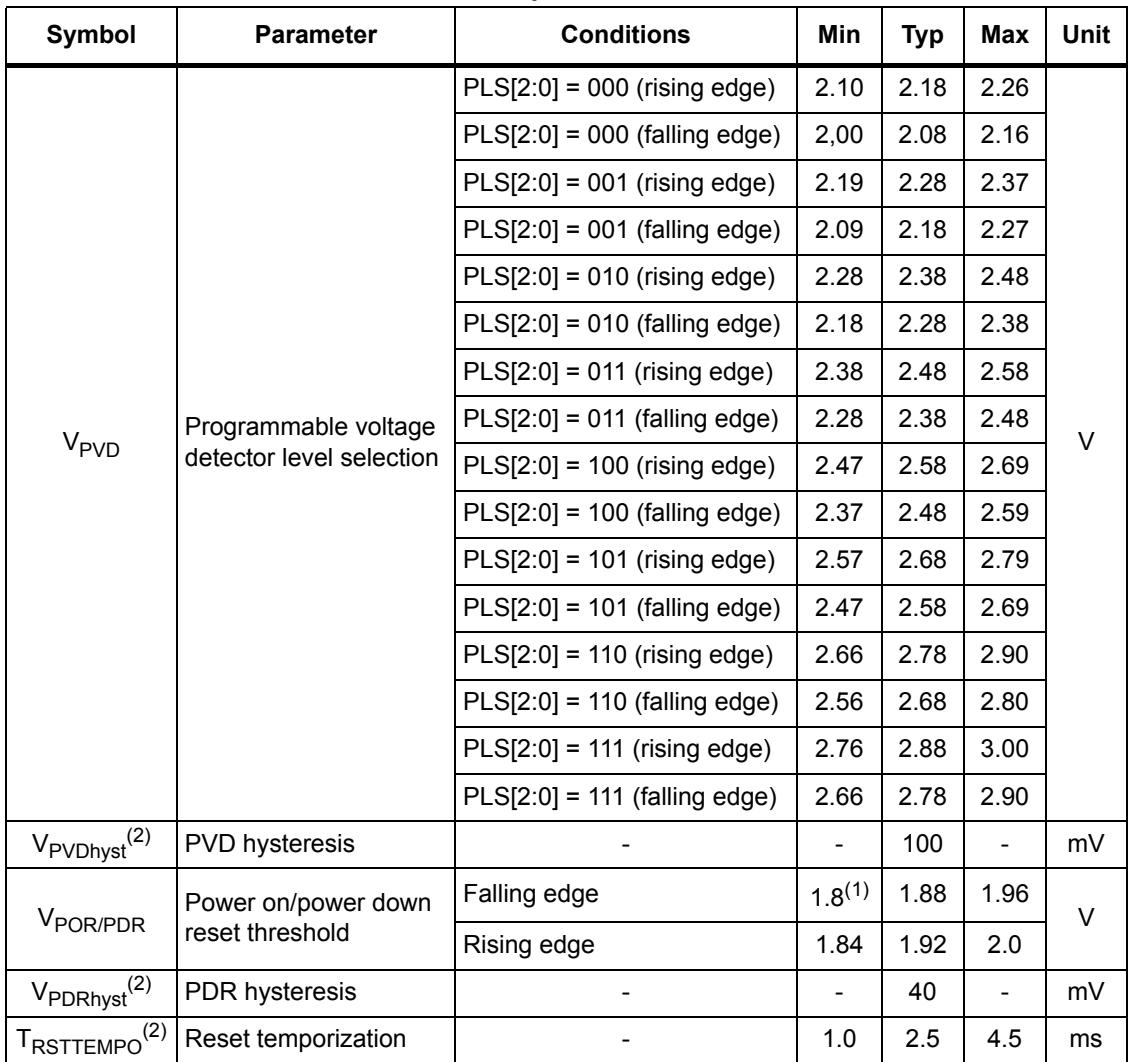 Symbol Parameter Conditions Min Typ Max Unit
PLS[2:0] = 000 (rising edge) 2.10 2.18 2.26
PLS[2:0] = 000 (falling edge) 2,00 2.08 2.16
PLS[2:0] = 001 (rising edge) 2.19 2.28 2.37
PLS[2:0] = 001 (falling edge) 2.09 2.18 2.27
PLS[2:0] = 010 (rising edge) 2.28 2.38 2.48
PLS[2:0] = 010 (falling edge) 2.18 2.28 2.38
PLS[2:0] = 011 (rising edge) 2.38 2.48 2.58
VPVD Programmable voltage detector level selection PLS[2:0] = 011 (falling edge) 2.28 2.38 2.48 V
PLS[2:0] = 100 (rising edge) 2.47 2.58 2.69
PLS[2:0] = 100 (falling edge) 2.37 2.48 2.59
PLS[2:0] = 101 (rising edge) 2.57 2.68 2.79
PLS[2:0] = 101 (falling edge) 2.47 2.58 2.69
PLS[2:0] = 110 (rising edge) 2.66 2.78 2.90
PLS[2:0] = 110 (falling edge) 2.56 2.68 2.80
PLS[2:0] = 111 (rising edge) 2.76 2.88 3.00
PLS[2:0] = 111 (falling edge) 2.66 2.78 2.90
VPVDhyst(2) PVD hysteresis - - 100 - mV
VPOR/PDR Power on/power down reset threshold Falling edge 1.8(1) 1.88 1.96 V
Rising edge 1.84 1.92 2.0
VPDRhyst(2) PDR hysteresis - - 40 - mV
TRSTTEMPO(2) Reset temporization - 1.0 2.5 4.5 ms